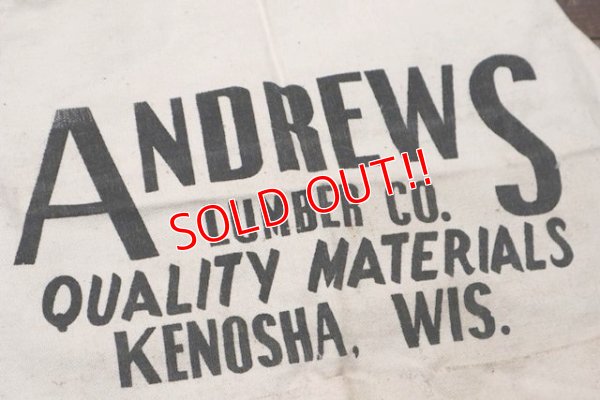 ANDREWS
LUMBER CO.
SOLD OUT!!
QUALITY MATERIALS
KENOSHA, WIS.